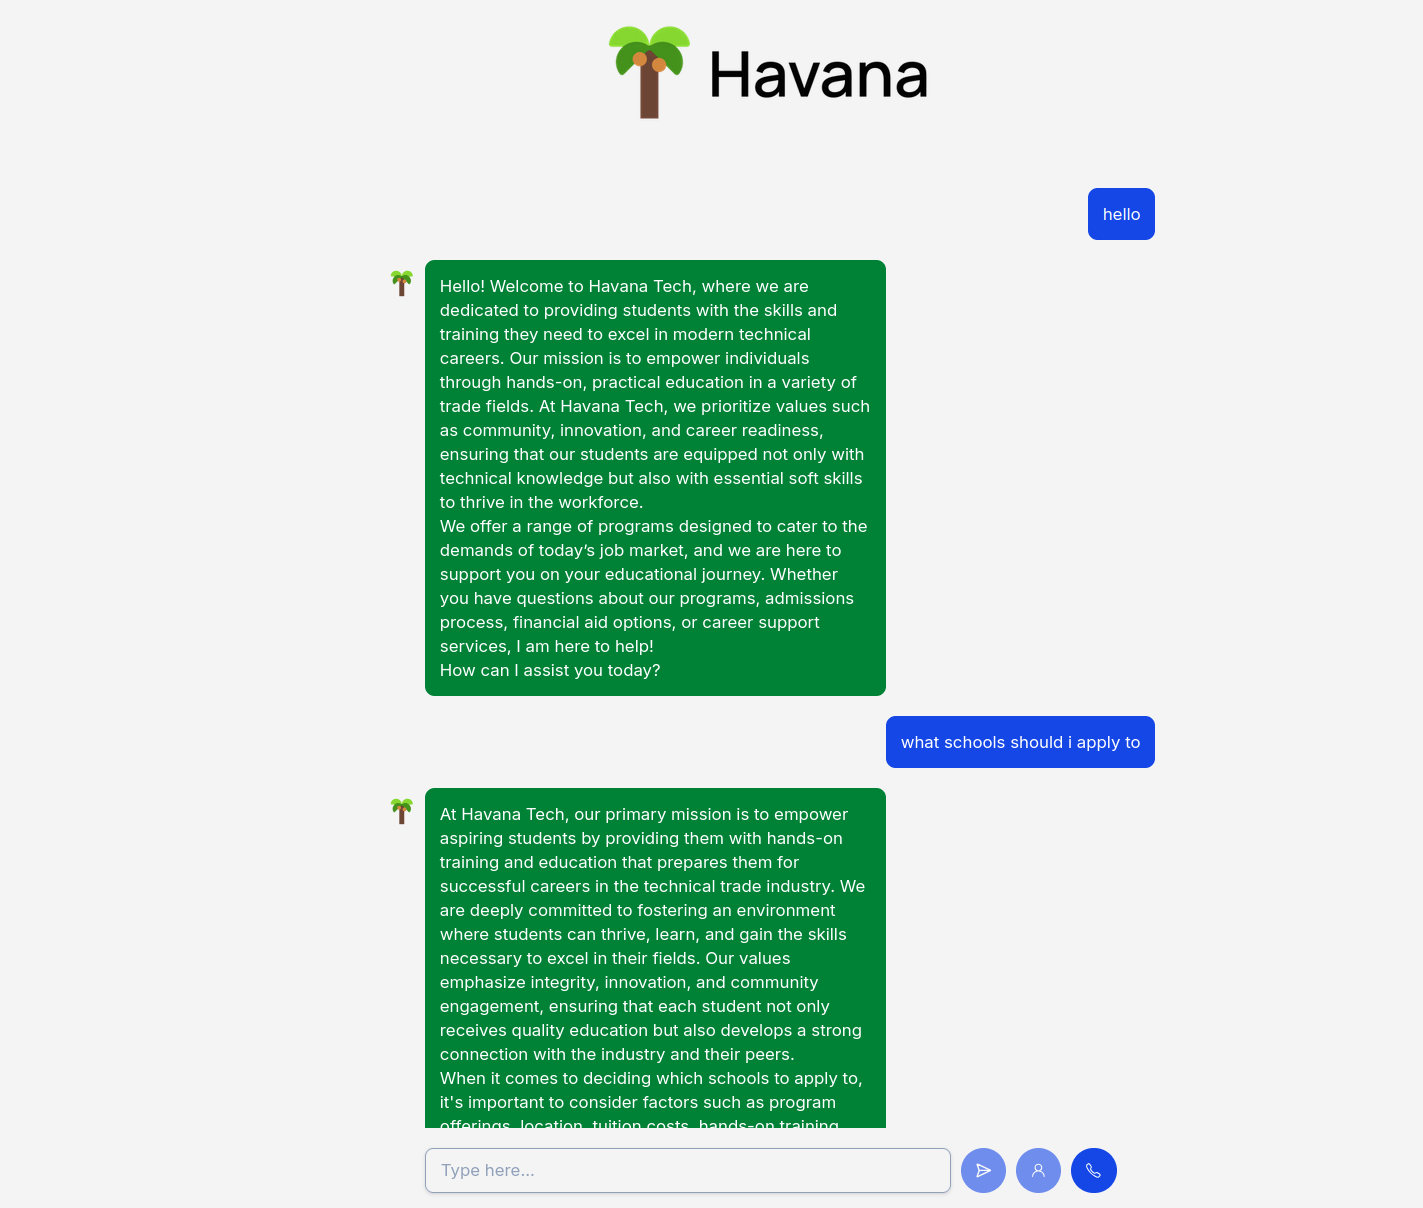 Havana
hello
Hello! Welcome to Havana Tech, where we are
dedicated to providing students with the skills and
training they need to excel in modern technical
careers. Our mission is to empower individuals
through hands-on, practical education in a variety of
trade fields. At Havana Tech, we prioritize values such
as community, innovation, and career readiness,
ensuring that our students are equipped not only with
technical knowledge but also with essential soft skills
to thrive in the workforce.
We offer a range of programs designed to cater to the
demands of today’s job market, and we are here to
support you on your educational journey. Whether
you have questions about our programs, admissions
process, financial aid options, or career support
services, I am here to help!
How can I assist you today?
what schools should i apply to
At Havana Tech, our primary mission is to empower
aspiring students by providing them with hands-on
training and education that prepares them for
successful careers in the technical trade industry. We
are deeply committed to fostering an environment
where students can thrive, learn, and gain the skills
necessary to excel in their fields. Our values
emphasize integrity, innovation, and community
engagement, ensuring that each student not only
receives quality education but also develops a strong
connection with the industry and their peers.
When it comes to deciding which schools to apply to,
it's important to consider factors such as program
offerings, location, tuition costs, hands-on training
Type here...